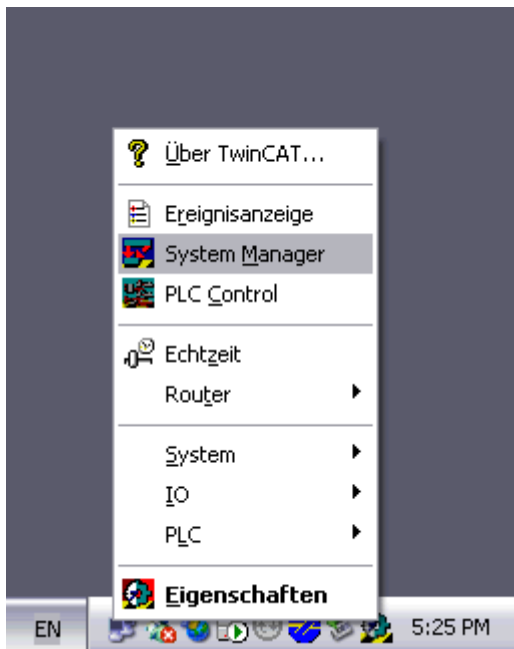 Über TwinCAT...
Ereignisanzeige
System Manager
PLC Control
Echtzeit
Router
System
IO
PLC
Eigenschaften
EN
5:25 PM